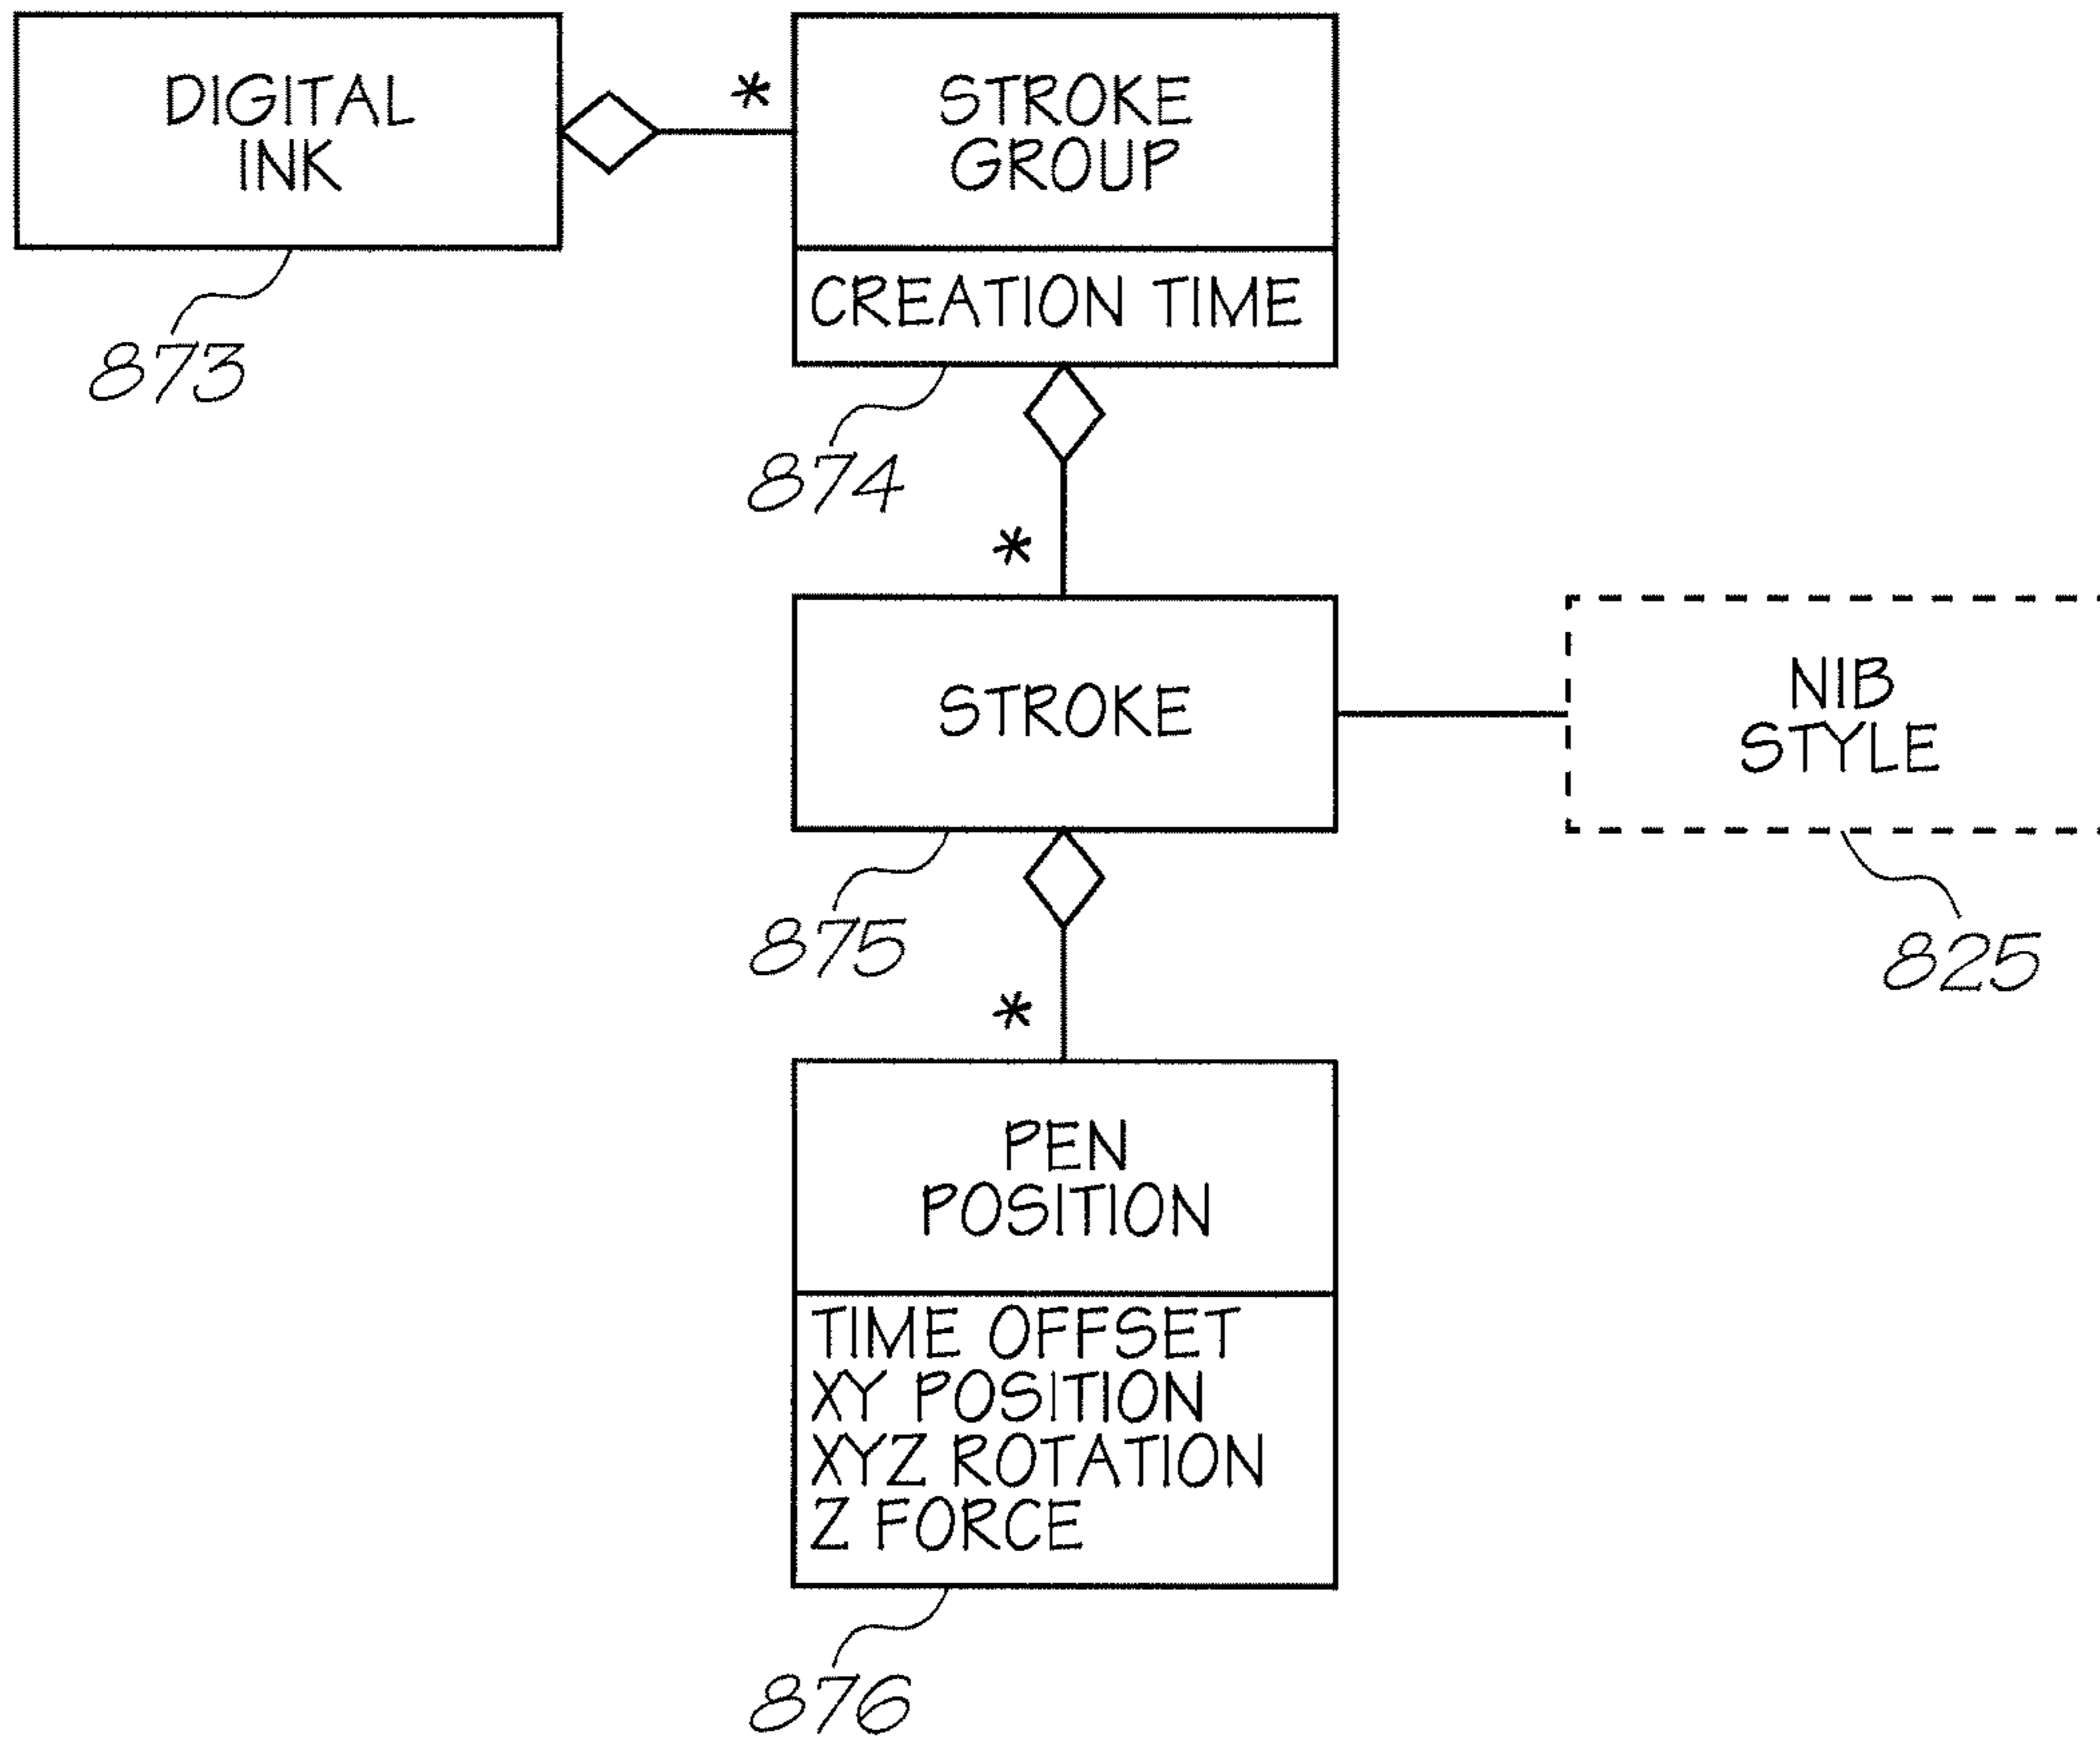 DIGITAL
INK
*
STROKE
GROUP
CREATION TIME
873
874
*
STROKE
NIB
STYLE
875
825
*
PEN
POSITION
TIME OFFSET
XY POSITION
XYZ ROTATION
Z FORCE
876